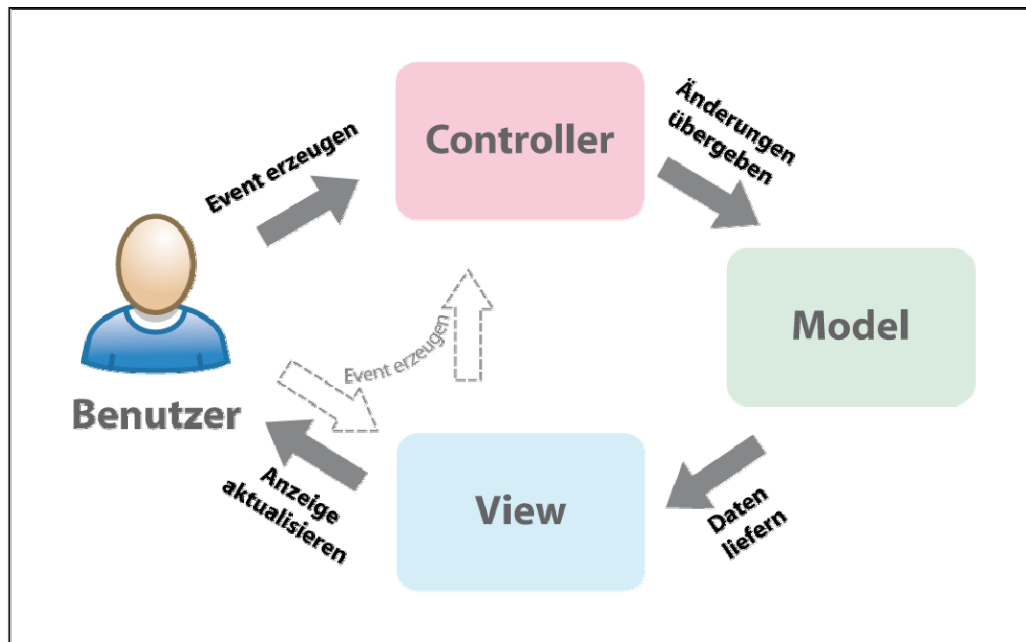 Controller
Änderungen
übergeben
Event erzeugen
Model
Event erzeugen
Benutzer
View
Anzeige
aktualisieren
Daten
liefern